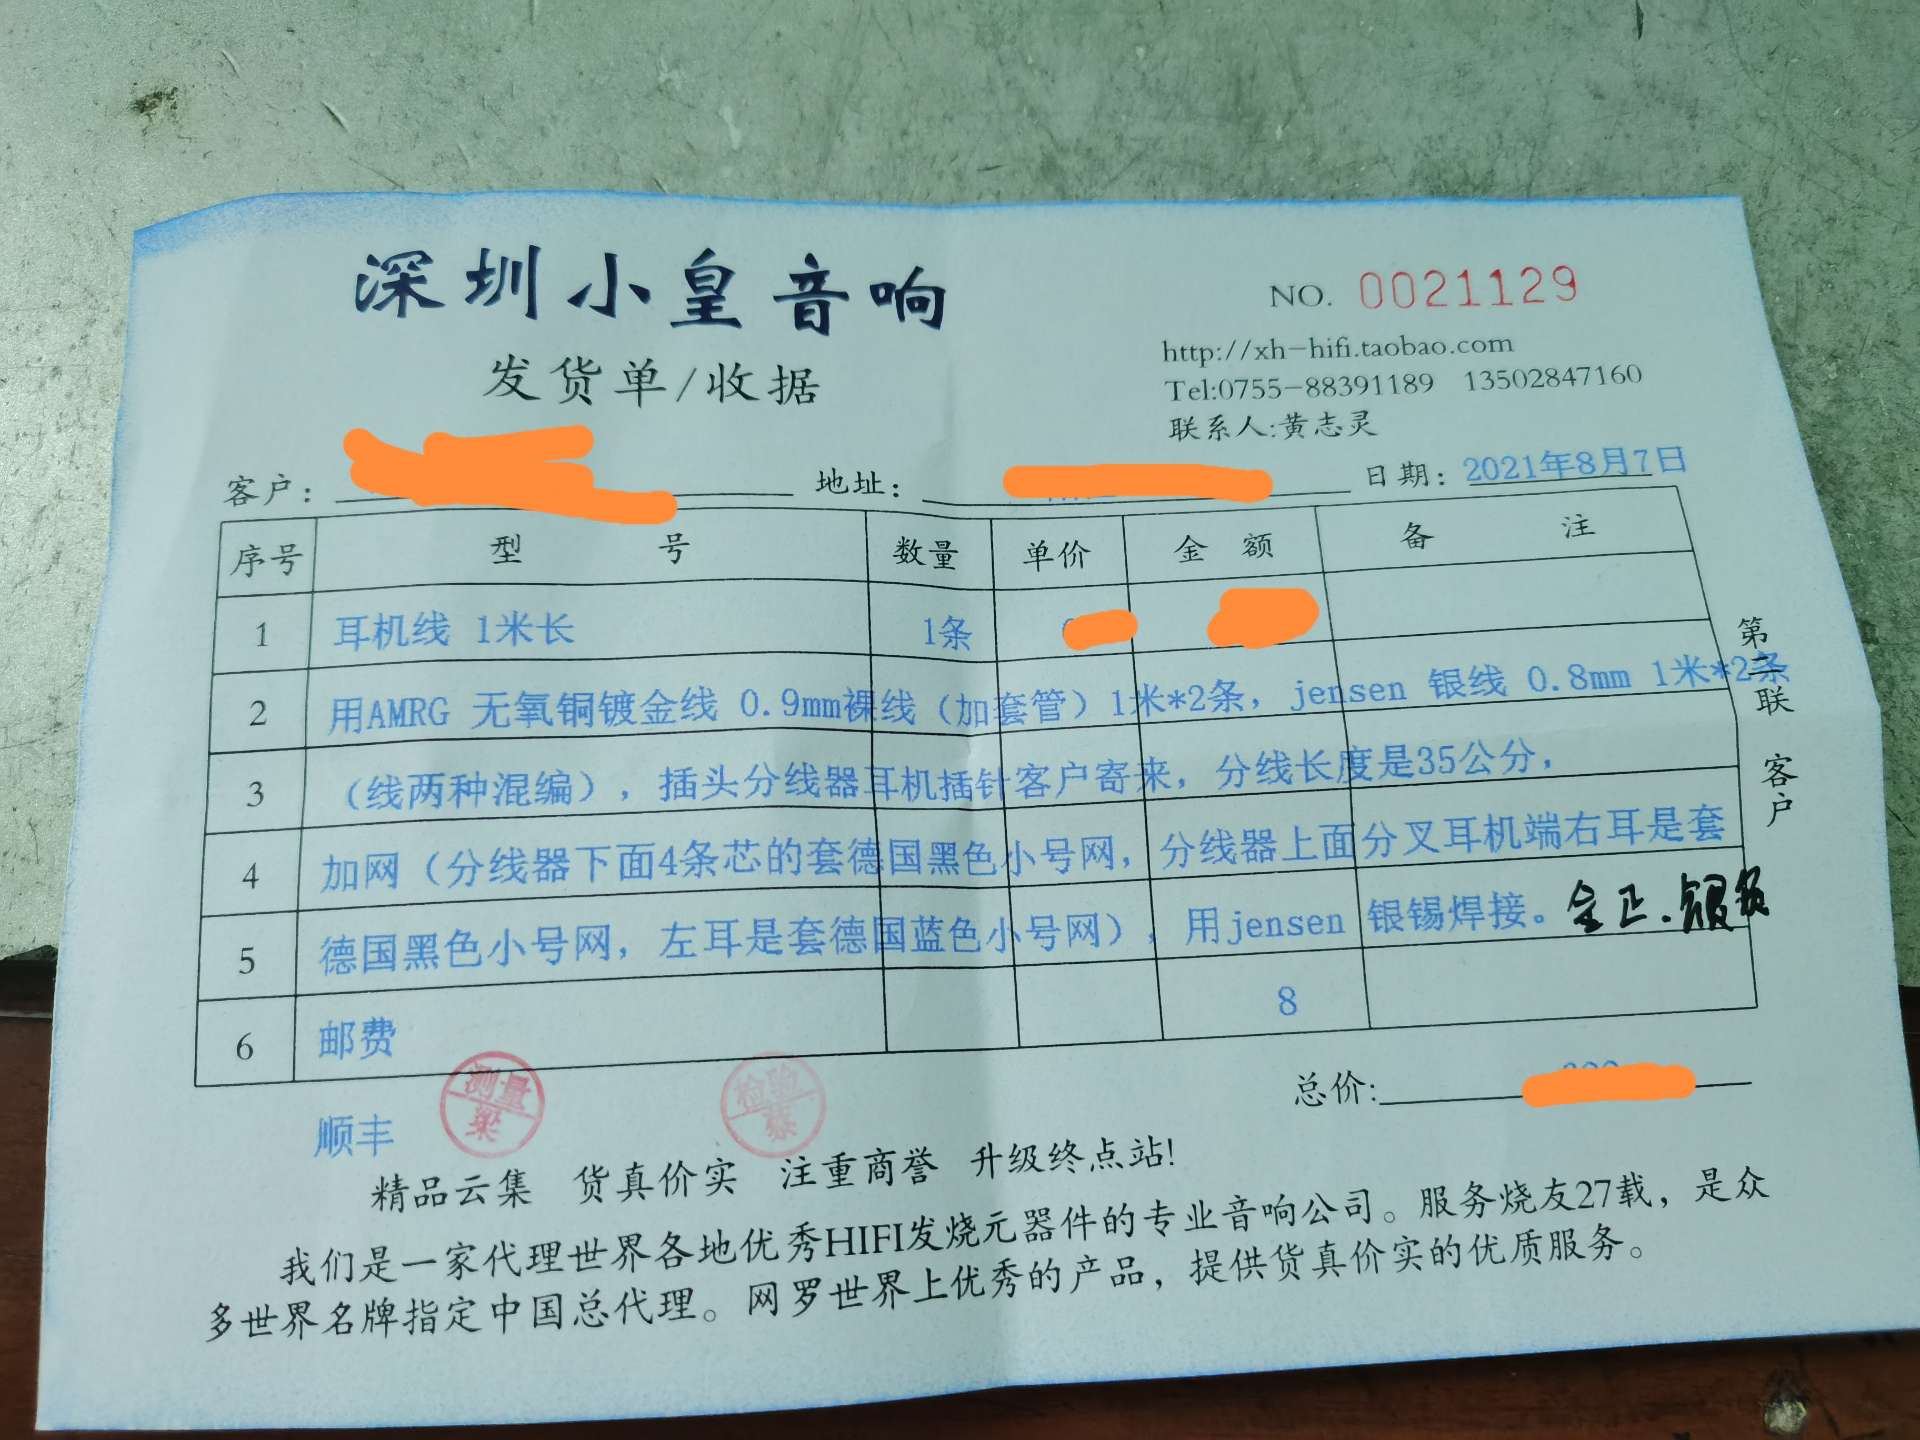 深圳小皇音响
发货单/收据
NO. 0021129
http://xh-hifi.taobao.com
Tel:0755-88391189 13502847160
联系人:黄志灵
客户: 地址: 日期: 2021年8月7日
序号 型号 数量 单价 金额 备注
1 耳机线 1米长 1条
2 用AMRG 无氧铜镀金线 0.9mm裸线（加套管）1米*2条，jensen 银线 0.8mm 1米*2条
3 （线两种混编），插头分线器耳机插针客户寄来，分线长度是35公分，
4 加网（分线器下面4条芯的套德国黑色小号网，分线器上面分叉耳机端右耳是套
5 德国黑色小号网，左耳是套德国蓝色小号网），用jensen 银锡焊接。金正.银负
6 邮费 8
第二联 客户
总价:
顺丰
测量 梁
检验 蔡
精品云集 货真价实 注重商誉 升级终点站!
我们是一家代理世界各地优秀HIFI发烧元器件的专业音响公司。服务烧友27载，是众
多世界名牌指定中国总代理。网罗世界上优秀的产品，提供货真价实的优质服务。